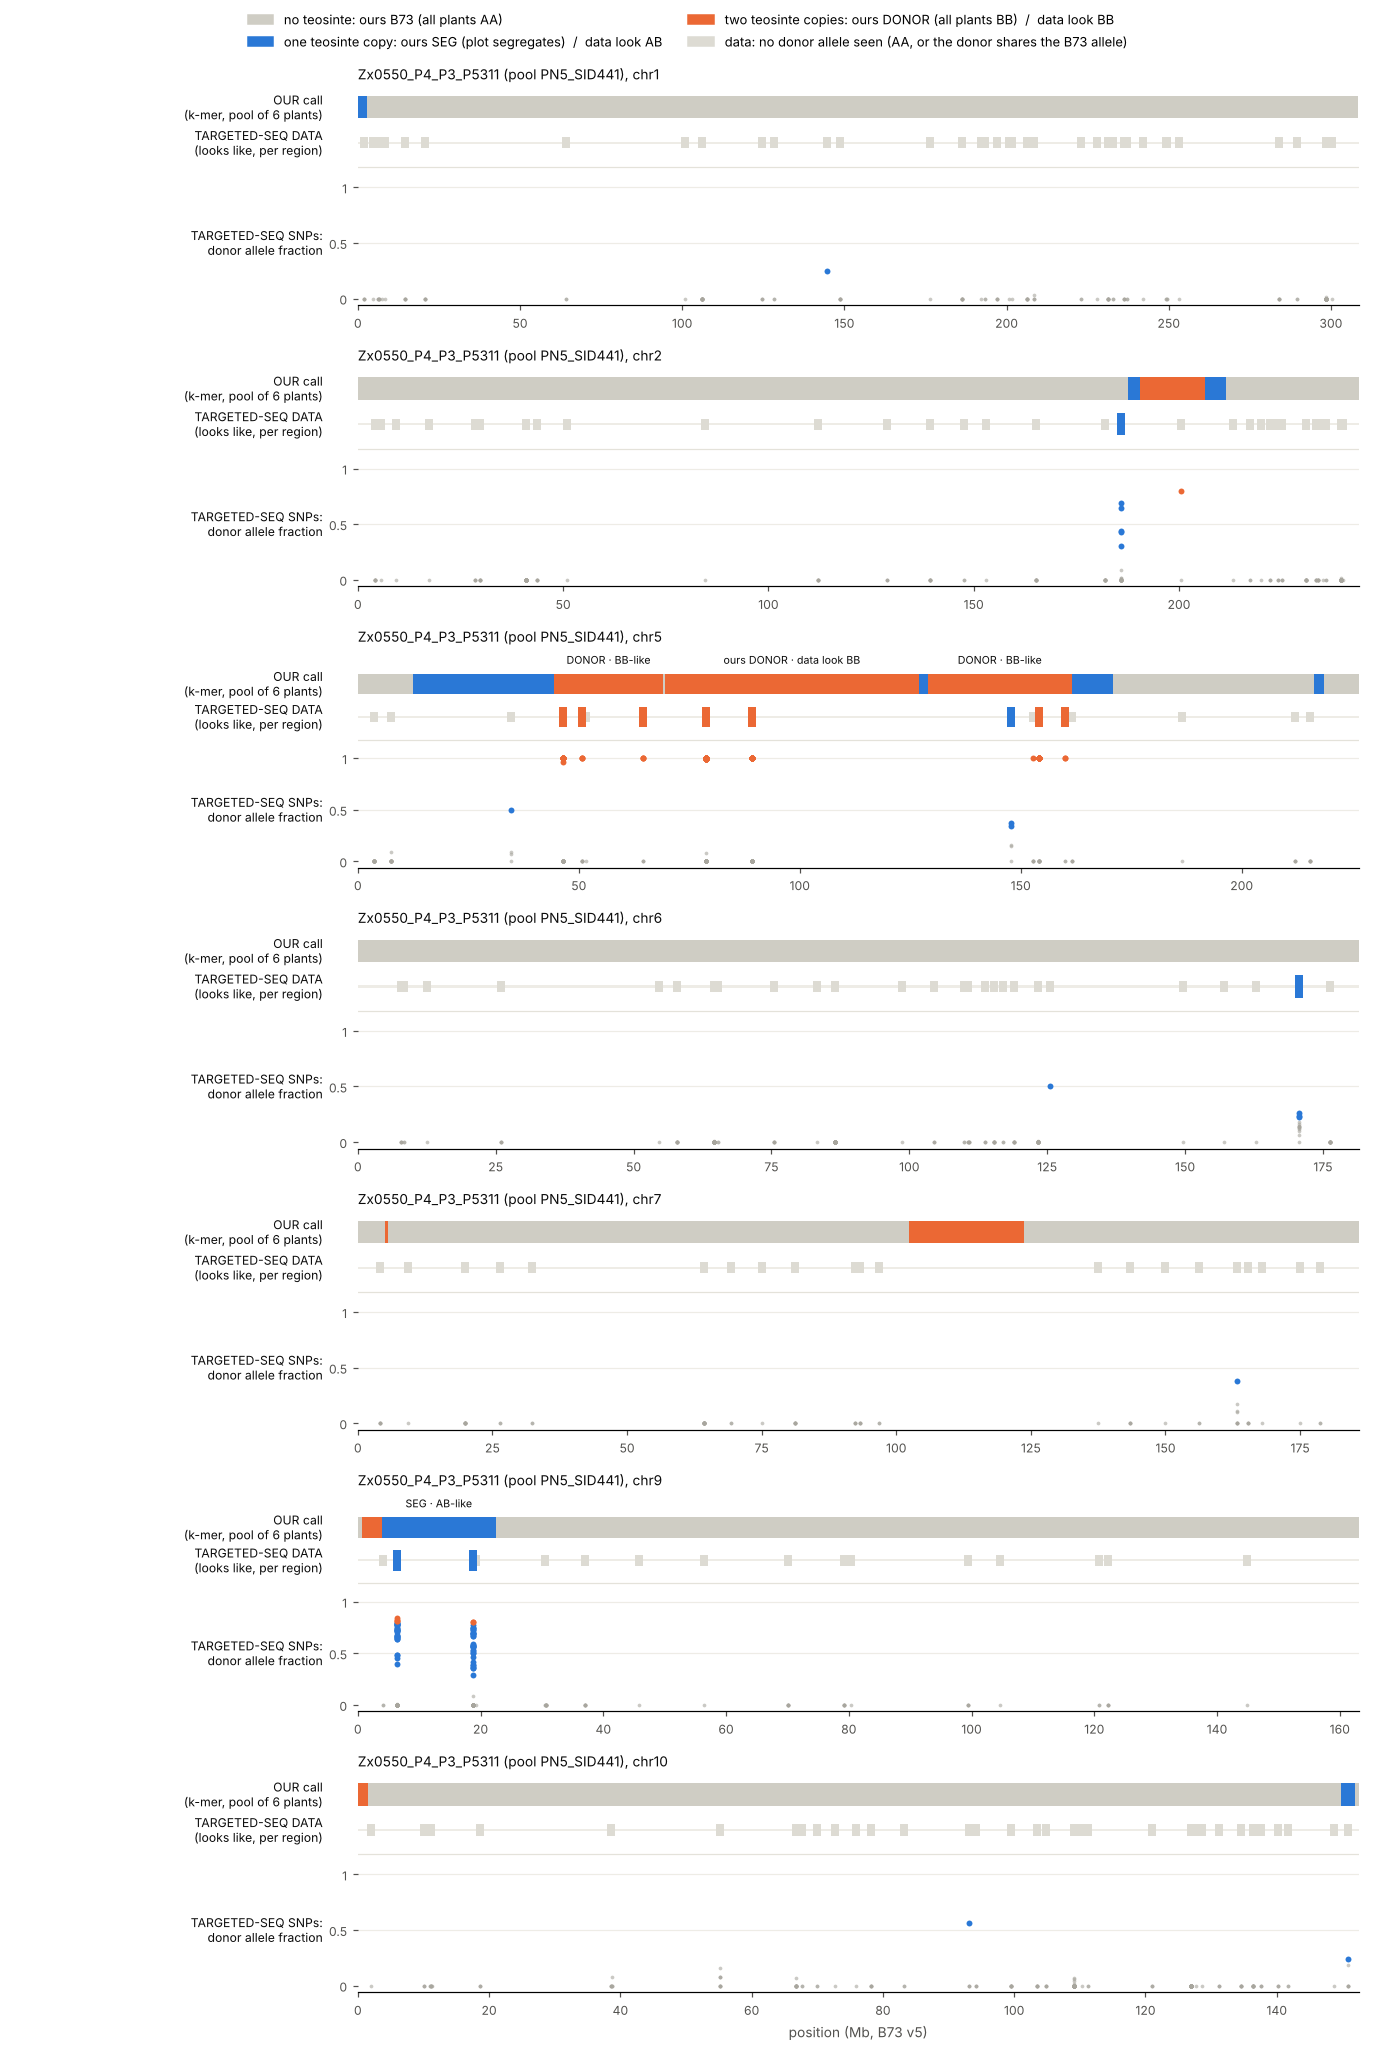 no teosinte: ours B73 (all plants AA)
two teosinte copies: ours DONOR (all plants BB)  /  data look BB
one teosinte copy: ours SEG (plot segregates)  /  data look AB
data: no donor allele seen (AA, or the donor shares the B73 allele)
Zx0550_P4_P3_P5311 (pool PN5_SID441), chr1
OUR call
(k-mer, pool of 6 plants)
TARGETED-SEQ DATA
(looks like, per region)
1
TARGETED-SEQ SNPs:
donor allele fraction
0.5
0
0 50 100 150 200 250 300
Zx0550_P4_P3_P5311 (pool PN5_SID441), chr2
OUR call
(k-mer, pool of 6 plants)
TARGETED-SEQ DATA
(looks like, per region)
1
TARGETED-SEQ SNPs:
donor allele fraction
0.5
0
0 50 100 150 200
Zx0550_P4_P3_P5311 (pool PN5_SID441), chr5
DONOR · BB-like
ours DONOR · data look BB
DONOR · BB-like
OUR call
(k-mer, pool of 6 plants)
TARGETED-SEQ DATA
(looks like, per region)
1
TARGETED-SEQ SNPs:
donor allele fraction
0.5
0
0 50 100 150 200
Zx0550_P4_P3_P5311 (pool PN5_SID441), chr6
OUR call
(k-mer, pool of 6 plants)
TARGETED-SEQ DATA
(looks like, per region)
1
TARGETED-SEQ SNPs:
donor allele fraction
0.5
0
0 25 50 75 100 125 150 175
Zx0550_P4_P3_P5311 (pool PN5_SID441), chr7
OUR call
(k-mer, pool of 6 plants)
TARGETED-SEQ DATA
(looks like, per region)
1
TARGETED-SEQ SNPs:
donor allele fraction
0.5
0
0 25 50 75 100 125 150 175
Zx0550_P4_P3_P5311 (pool PN5_SID441), chr9
SEG · AB-like
OUR call
(k-mer, pool of 6 plants)
TARGETED-SEQ DATA
(looks like, per region)
1
TARGETED-SEQ SNPs:
donor allele fraction
0.5
0
0 20 40 60 80 100 120 140 160
Zx0550_P4_P3_P5311 (pool PN5_SID441), chr10
OUR call
(k-mer, pool of 6 plants)
TARGETED-SEQ DATA
(looks like, per region)
1
TARGETED-SEQ SNPs:
donor allele fraction
0.5
0
0 20 40 60 80 100 120 140
position (Mb, B73 v5)